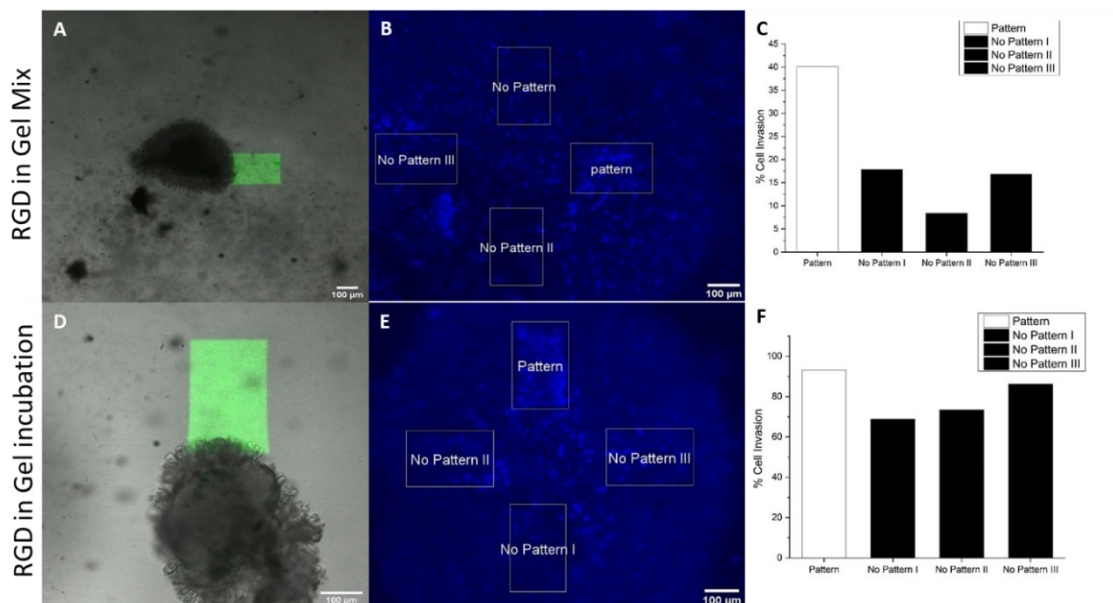 RGD in Gel Mix
A
100 µm
B
No Pattern
No Pattern III
pattern
No Pattern II
100 µm
C
Pattern
No Pattern I
No Pattern II
No Pattern III
% Cell Invasion
45
40
35
30
25
20
15
10
5
0
Pattern
No Pattern I
No Pattern II
No Pattern III
RGD in Gel incubation
D
100 µm
E
Pattern
No Pattern II
No Pattern III
No Pattern I
100 µm
F
Pattern
No Pattern I
No Pattern II
No Pattern III
% Cell Invasion
100
80
60
40
20
0
Pattern
No Pattern I
No Pattern II
No Pattern III